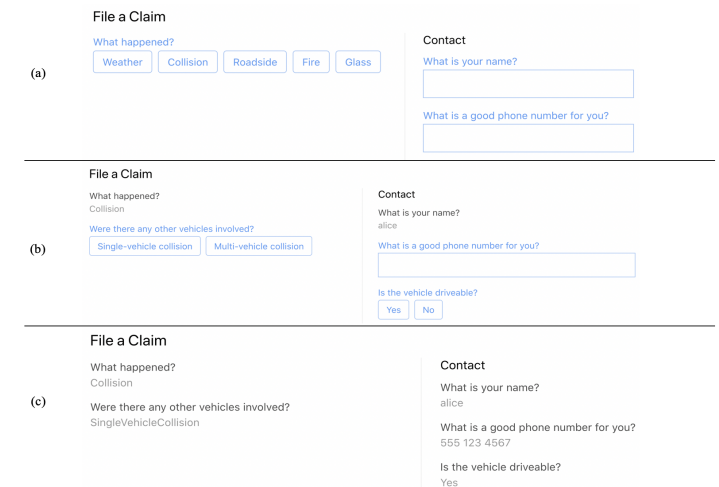 (a)
File a Claim
What happened?
Weather Collision Roadside Fire Glass
Contact
What is your name?
What is a good phone number for you?
(b)
File a Claim
What happened?
Collision
Were there any other vehicles involved?
Single-vehicle collision Multi-vehicle collision
Contact
What is your name?
alice
What is a good phone number for you?
Is the vehicle driveable?
Yes No
(c)
File a Claim
What happened?
Collision
Were there any other vehicles involved?
SingleVehicleCollision
Contact
What is your name?
alice
What is a good phone number for you?
555 123 4567
Is the vehicle driveable?
Yes